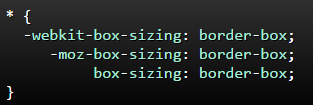 * {
  -webkit-box-sizing: border-box;
     -moz-box-sizing: border-box;
          box-sizing: border-box;
}